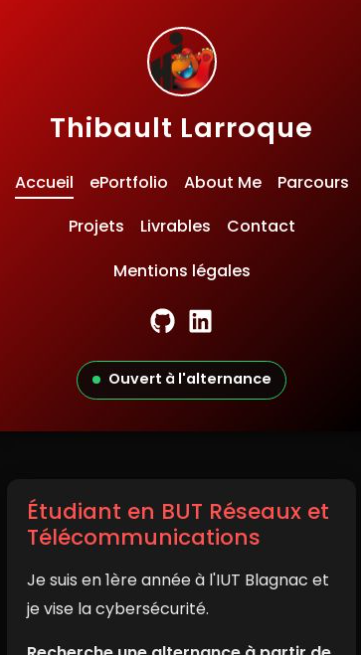 Thibault Larroque
Accueil ePortfolio About Me Parcours
Projets Livrables Contact
Mentions légales
Ouvert à l'alternance
Étudiant en BUT Réseaux et
Télécommunications
Je suis en 1ère année à l'IUT Blagnac et
je vise la cybersécurité.
Recherche une alternance à partir de